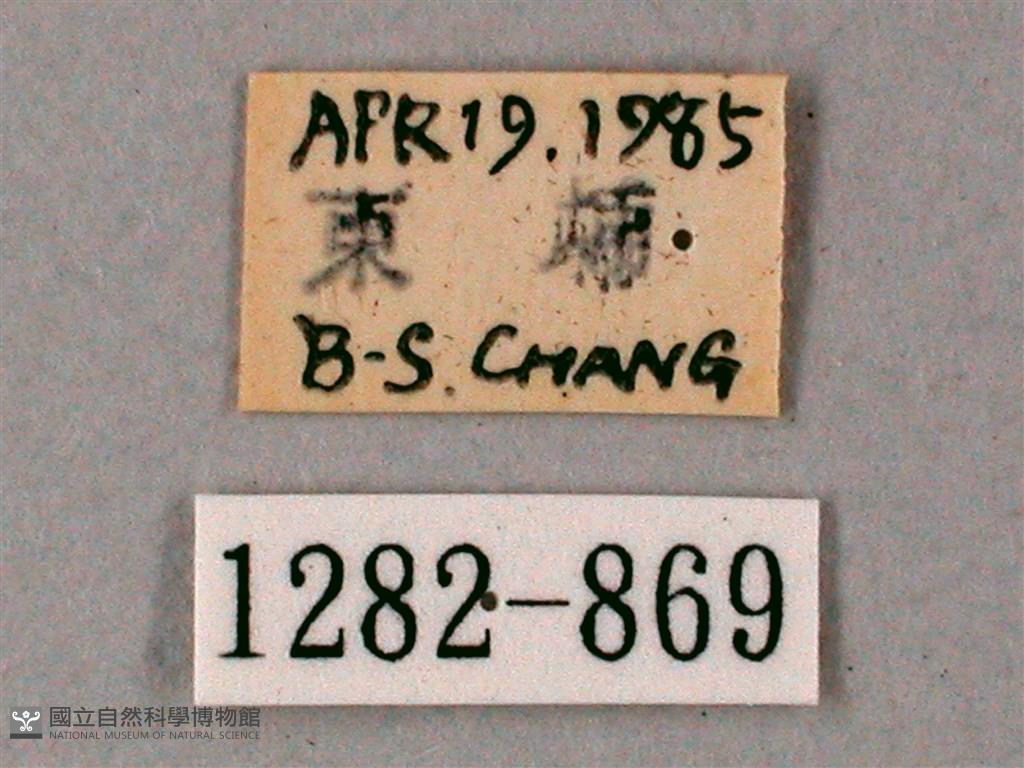 APR 19. 1985
東埔
B-S. CHANG
1282-869
國立自然科學博物館
NATIONAL MUSEUM OF NATURAL SCIENCE